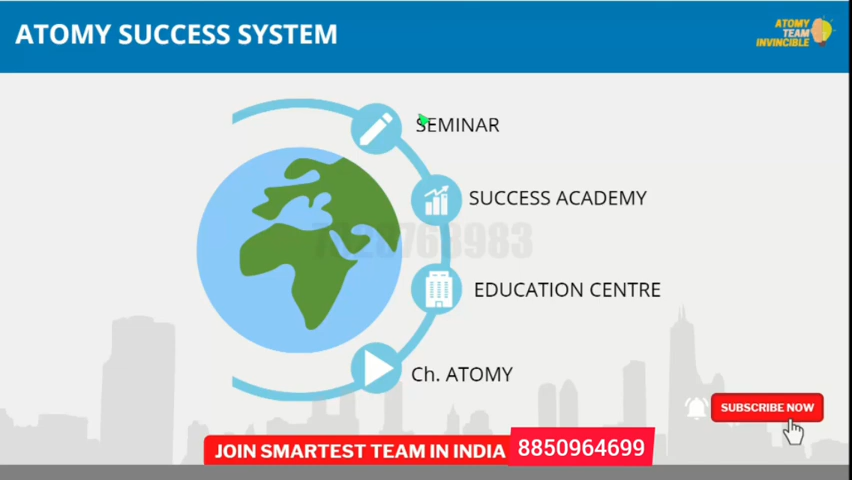 ATOMY SUCCESS SYSTEM
ATOMY
TEAM
INVINCIBLE
SEMINAR
SUCCESS ACADEMY
EDUCATION CENTRE
Ch. ATOMY
SUBSCRIBE NOW
JOIN SMARTEST TEAM IN INDIA
8850964699